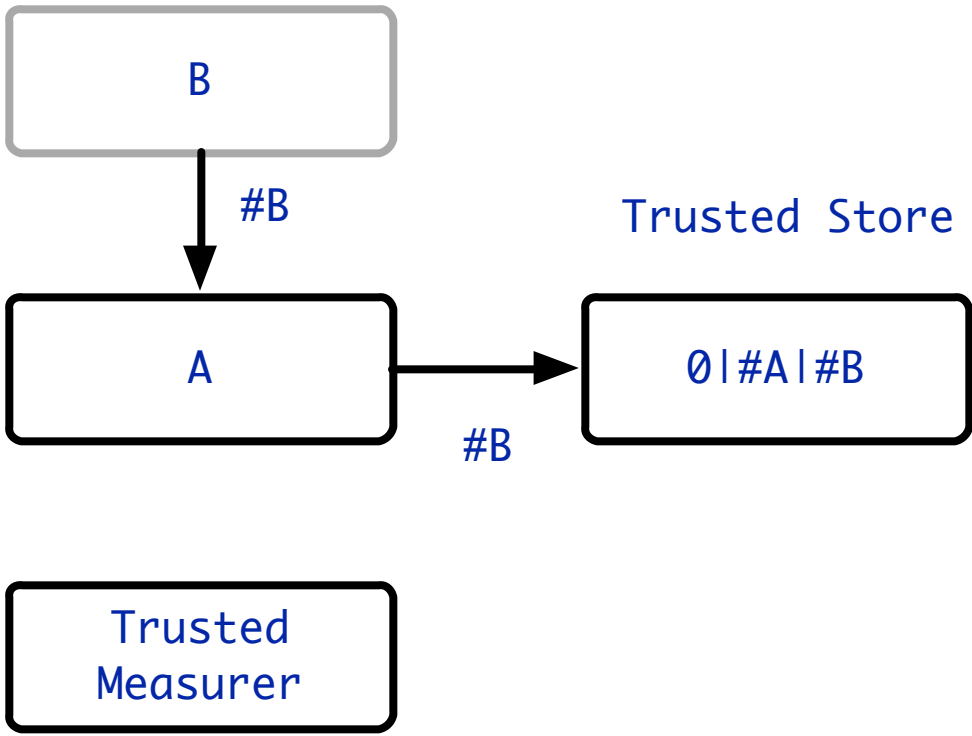 B
#B
Trusted Store
A
0|#A|#B
#B
Trusted
Measurer